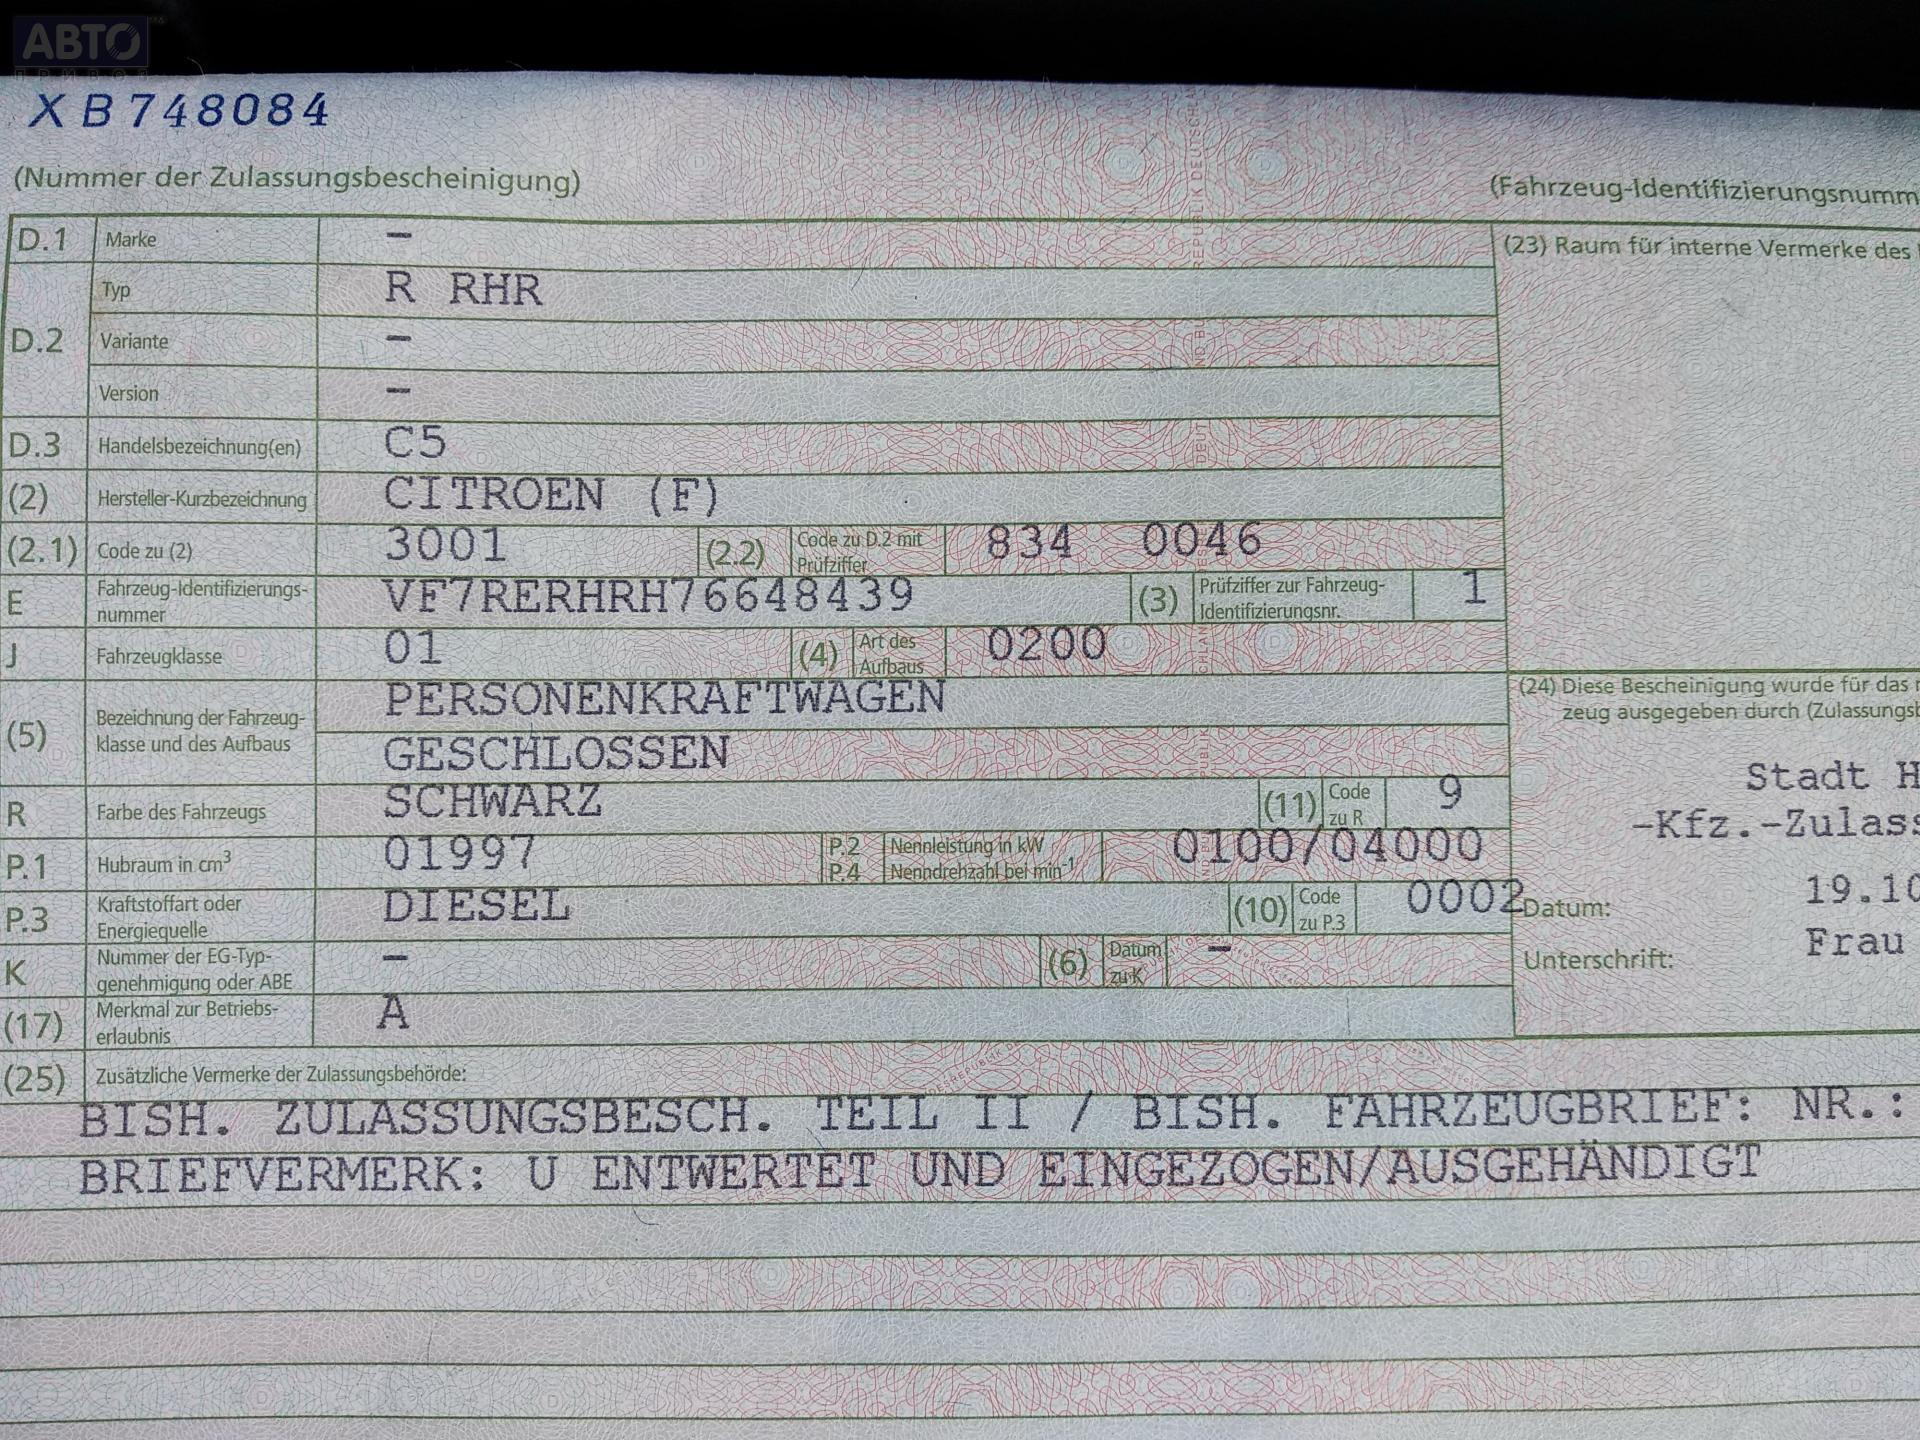 АВТО
ПРИВОЗ
XB748084
(Nummer der Zulassungsbescheinigung)
(Fahrzeug-Identifizierungsnumm
D.1 Marke –
D.2 Typ R RHR
Variante –
Version –
D.3 Handelsbezeichnung(en) C5
(2) Hersteller-Kurzbezeichnung CITROEN (F)
(2.1) Code zu (2) 3001 (2.2) Code zu D.2 mit Prüfziffer 834 0046
E Fahrzeug-Identifizierungs-
nummer VF7RERHRH76648439 (3) Prüfziffer zur Fahrzeug-
Identifizierungsnr. 1
J Fahrzeugklasse 01 (4) Art des Aufbaus 0200
(5) Bezeichnung der Fahrzeug-
klasse und des Aufbaus PERSONENKRAFTWAGEN
GESCHLOSSEN
R Farbe des Fahrzeugs SCHWARZ (11) Code zu R 9
P.1 Hubraum in cm³ 01997 P.2 Nennleistung in kW
P.4 Nenndrehzahl bei min⁻¹ 0100/04000
P.3 Kraftstoffart oder
Energiequelle DIESEL (10) Code zu P.3 0002
K Nummer der EG-Typ-
genehmigung oder ABE – (6) Datum zu K –
(17) Merkmal zur Betriebs-
erlaubnis A
(23) Raum für interne Vermerke des
(24) Diese Bescheinigung wurde für das
zeug ausgegeben durch (Zulassungsb
Stadt H
-Kfz.-Zulass
Datum: 19.10
Unterschrift: Frau
(25) Zusätzliche Vermerke der Zulassungsbehörde:
BISH. ZULASSUNGSBESCH. TEIL II / BISH. FAHRZEUGBRIEF: NR.:
BRIEFVERMERK: U ENTWERTET UND EINGEZOGEN/AUSGEHÄNDIGT